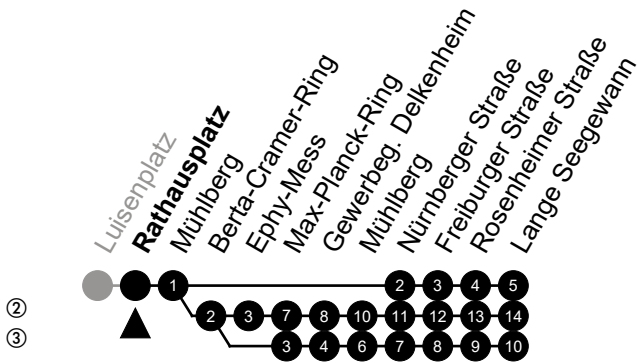 Luisenplatz
Rathausplatz
Mühlberg
Berta-Cramer-Ring
Ephy-Mess
Max-Planck-Ring
Gewerbeg. Delkenheim
Mühlberg
Nürnberger Straße
Freiburger Straße
Rosenheimer Straße
Lange Seegewann
1 2 3 4 5
② 2 3 7 8 10 11 12 13 14
③ 3 4 6 7 8 9 10